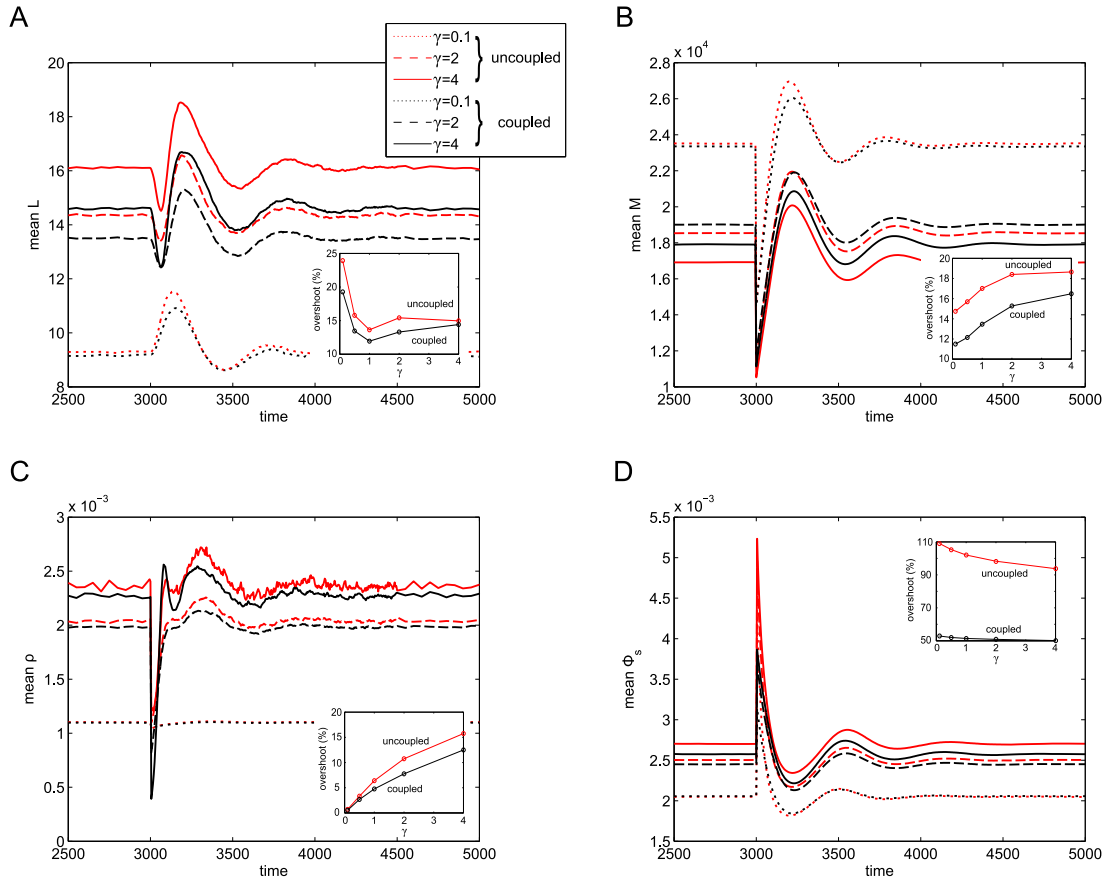 A
γ=0.1
γ=2
γ=4
} uncoupled
γ=0.1
γ=2
γ=4
} coupled
20
18
16
14
12
10
8
mean L
2500 3000 3500 4000 4500 5000
time
25
20
15
10
overshoot (%)
uncoupled
coupled
0 1 2 3 4
γ
B
x 10⁴
2.8
2.6
2.4
2.2
2
1.8
1.6
1.4
1.2
1
mean M
2500 3000 3500 4000 4500 5000
time
20
18
16
14
12
10
overshoot (%)
uncoupled
coupled
0 1 2 3 4
γ
C
x 10⁻³
3
2.5
2
1.5
1
0.5
0
mean ρ
2500 3000 3500 4000 4500 5000
time
20
15
10
5
0
overshoot (%)
uncoupled
coupled
0 1 2 3 4
γ
D
x 10⁻³
5.5
5
4.5
4
3.5
3
2.5
2
1.5
mean Φₛ
2500 3000 3500 4000 4500 5000
time
110
90
70
50
overshoot (%)
uncoupled
coupled
0 1 2 3 4
γ